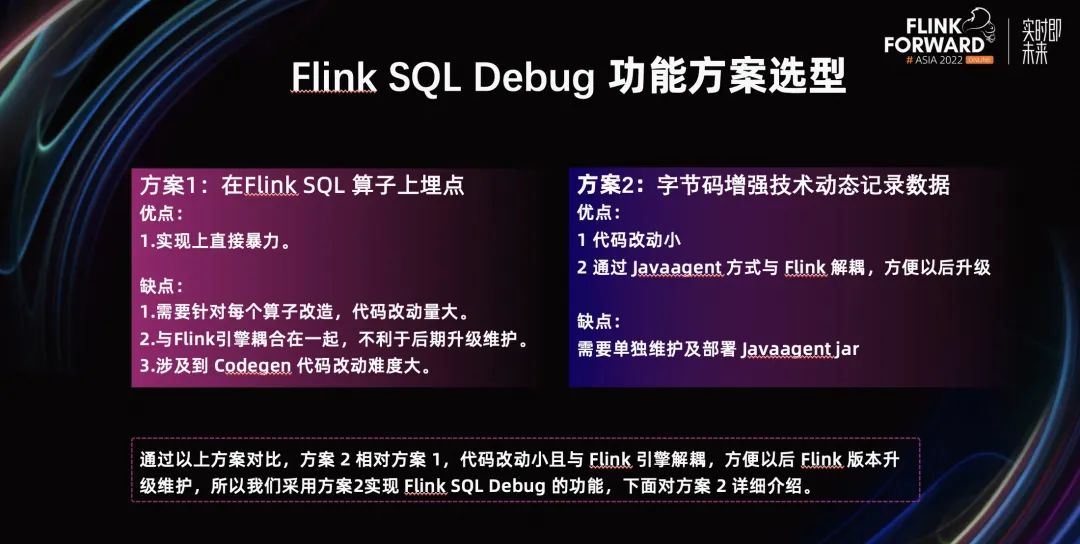 FLINK
FORWARD
# ASIA 2022 ONLINE
实时即
未来
Flink SQL Debug 功能方案选型
方案1：在Flink SQL 算子上埋点
优点：
1.实现上直接暴力。
缺点：
1.需要针对每个算子改造，代码改动量大。
2.与Flink引擎耦合在一起，不利于后期升级维护。
3.涉及到 Codegen 代码改动难度大。
方案2：字节码增强技术动态记录数据
优点：
1 代码改动小
2 通过 Javaagent 方式与 Flink 解耦，方便以后升级
缺点：
需要单独维护及部署 Javaagent jar
通过以上方案对比，方案 2 相对方案 1，代码改动小且与 Flink 引擎解耦，方便以后 Flink 版本升
级维护，所以我们采用方案2实现 Flink SQL Debug 的功能，下面对方案 2 详细介绍。